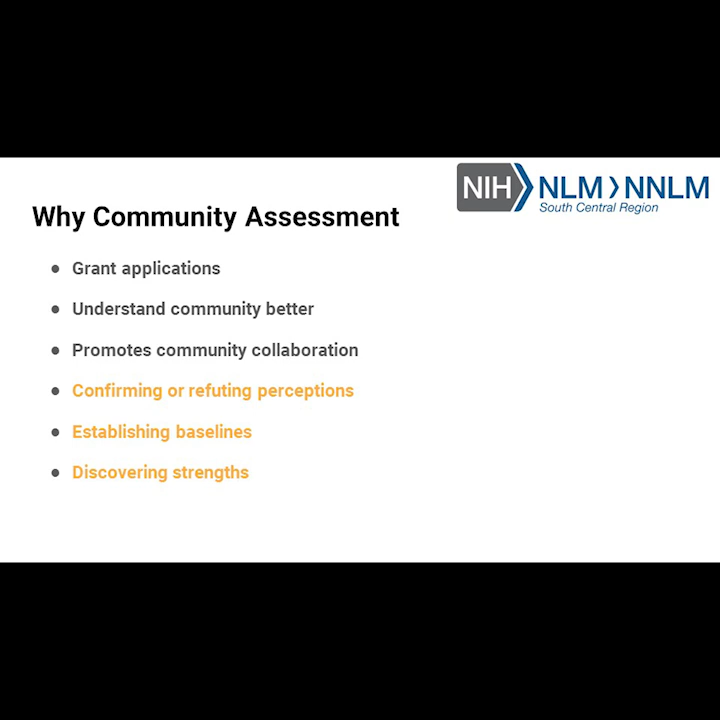 NIH NLM NNLM
South Central Region
Why Community Assessment
● Grant applications
● Understand community better
● Promotes community collaboration
● Confirming or refuting perceptions
● Establishing baselines
● Discovering strengths